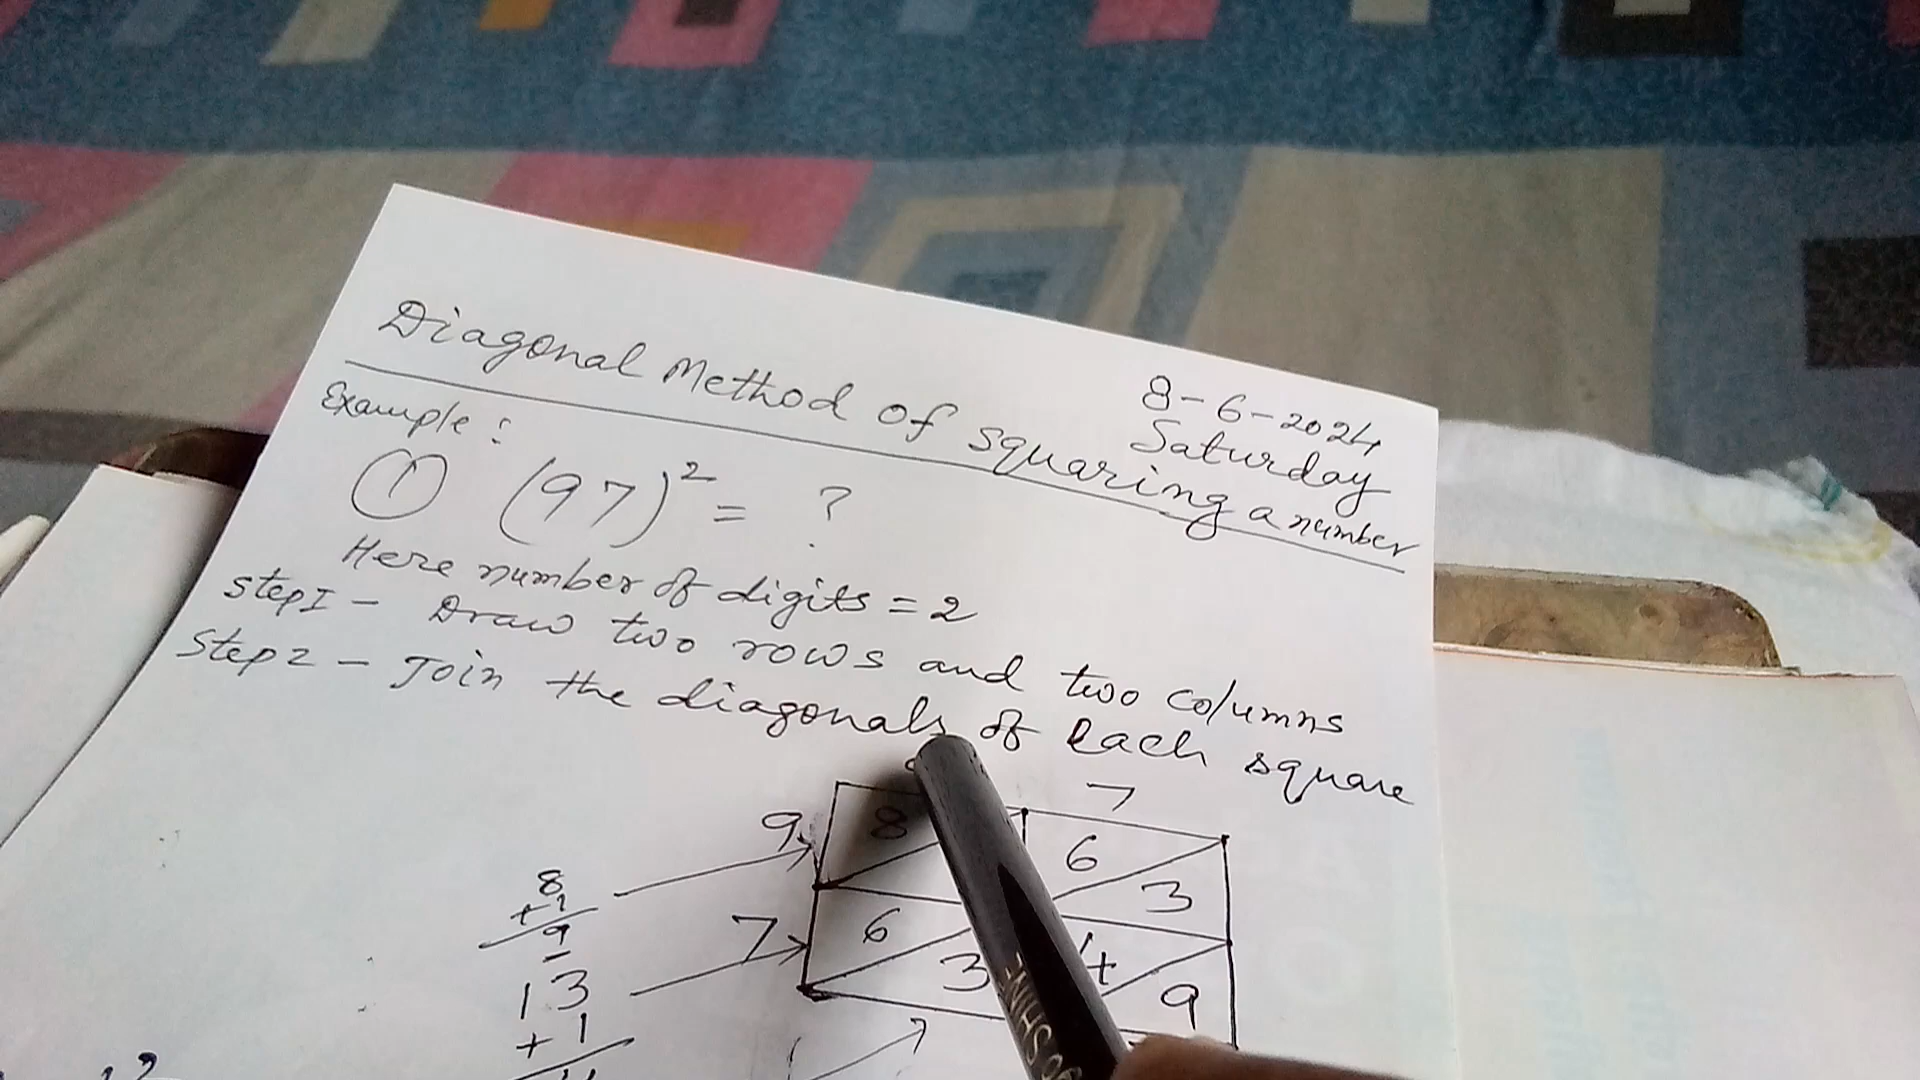 Diagonal Method of squaring a number
8-6-2024
Saturday
Example:
① (97)² = ?
Here number of digits = 2
Step I - Draw two rows and two columns
Step 2 - Join the diagonals of each square
7
9 8 6 3
8
+1
9
7 6 3 4 9
13
+1